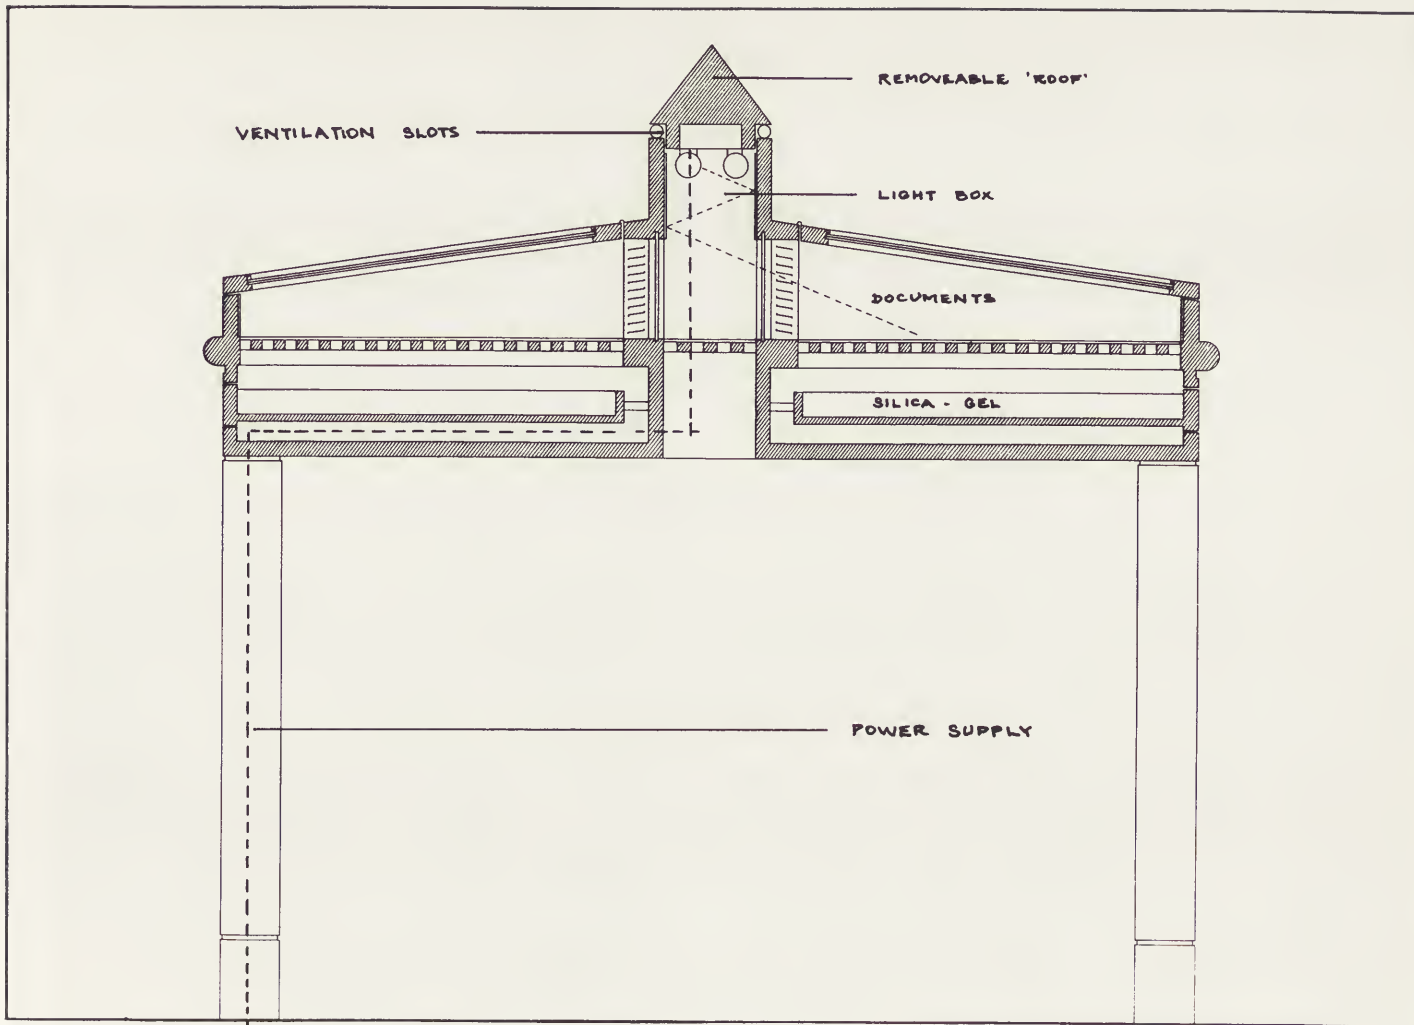 REMOVEABLE 'ROOF'
VENTILATION SLOTS
LIGHT BOX
DOCUMENTS
SILICA - GEL
POWER SUPPLY